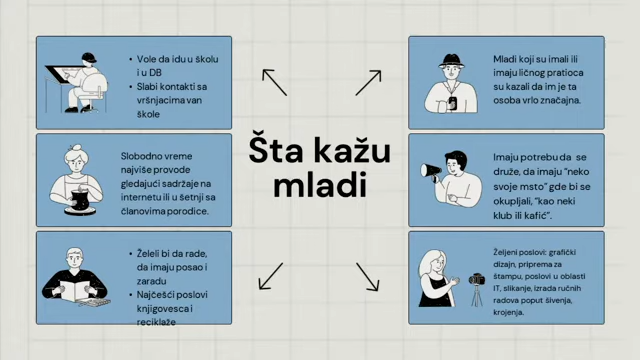 • Vole da idu u školu
i u DB
• Slabi kontakti sa
vršnjacima van
škole
Slobodno vreme
najviše provode
gledajući sadržaje na
internetu ili u šetnji sa
članovima porodice.
• Želeli bi da rade,
da imaju posao i
zaradu
• Najčešći poslovi
knjigovesca i
reciklaže
Šta kažu
mladi
Mladi koji su imali ili
imaju ličnog pratioca
su kazali da im je ta
osoba vrlo značajna.
Imaju potrebu da se
druže, da imaju "neko
svoje msto" gde bi se
okupljali, "kao neki
klub ili kafić".
Željeni poslovi: grafički
dizajn, priprema za
štampu, poslovi u oblasti
IT, slikanje, izrada ručnih
radova poput šivenja,
krojenja.